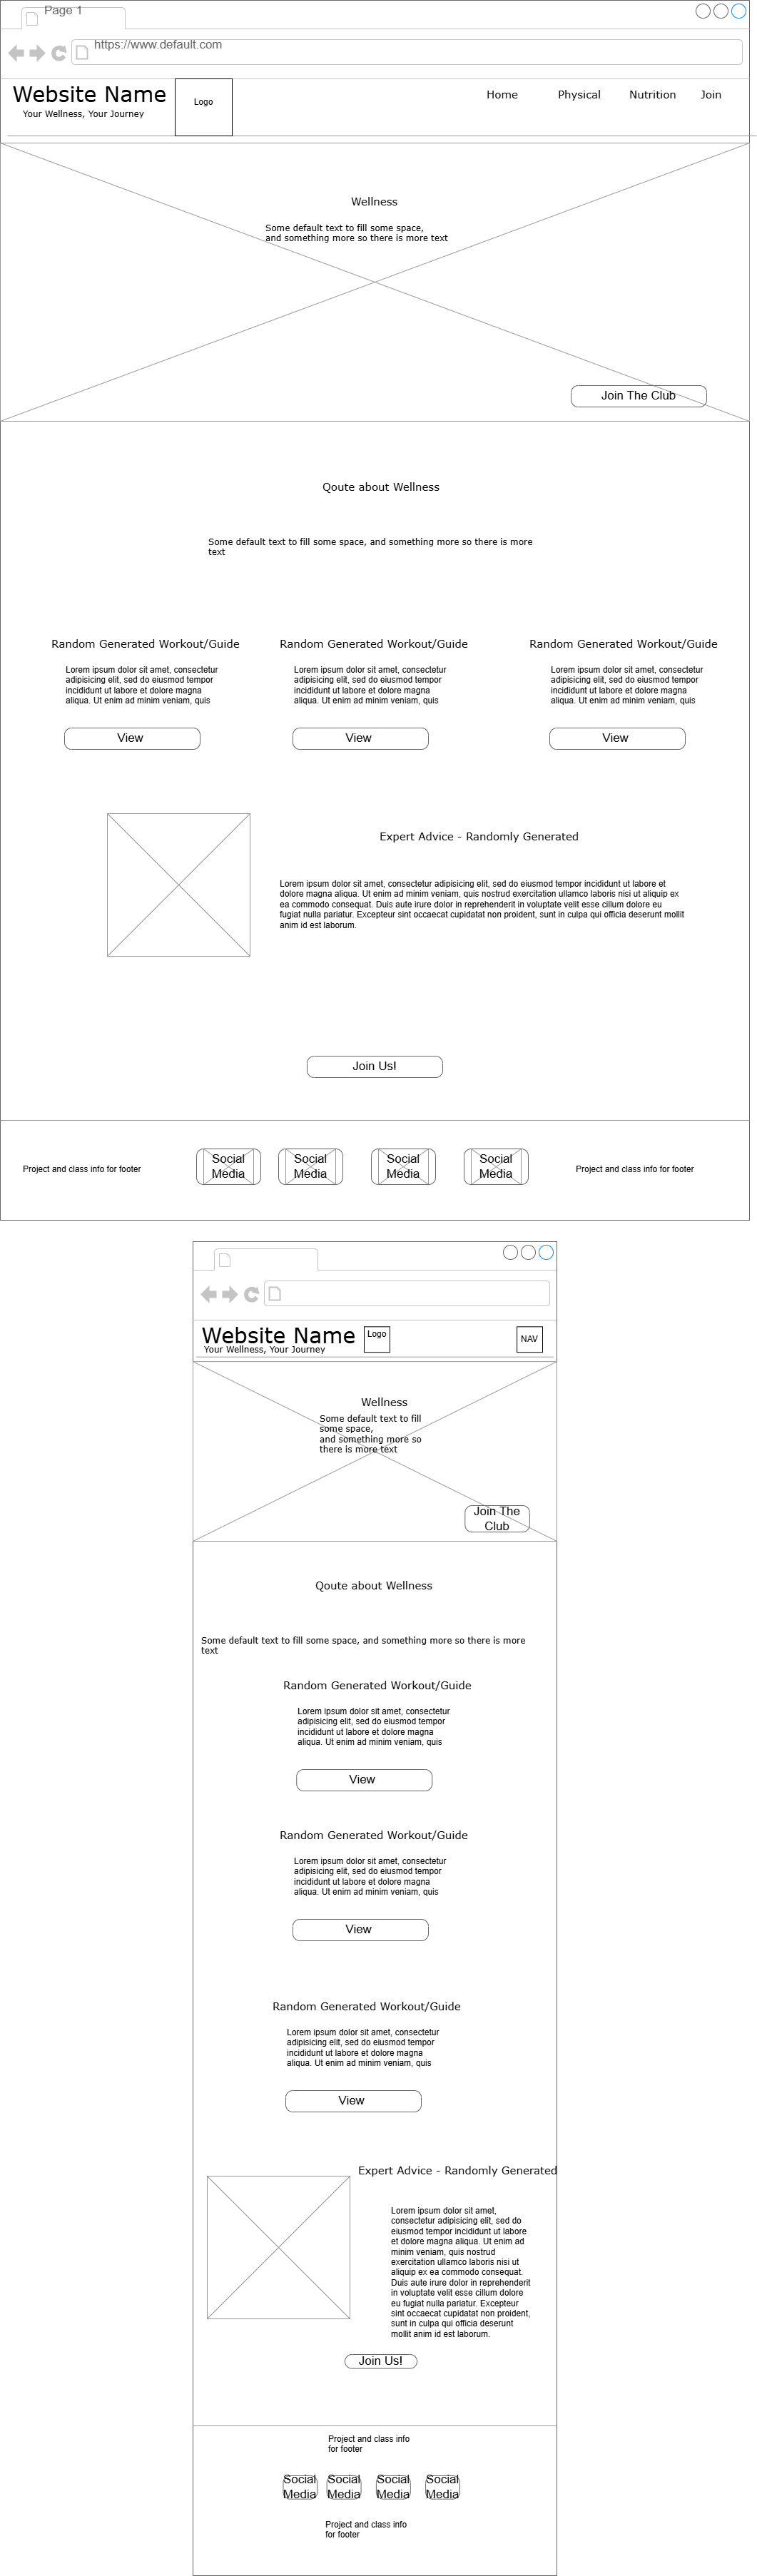 Page 1
https://www.default.com
Website Name
Your Wellness, Your Journey
Logo
Home
Physical
Nutrition
Join
Wellness
Some default text to fill some space,
and something more so there is more text
Join The Club
Qoute about Wellness
Some default text to fill some space, and something more so there is more
text
Random Generated Workout/Guide
Lorem ipsum dolor sit amet, consectetur
adipisicing elit, sed do eiusmod tempor
incididunt ut labore et dolore magna
aliqua. Ut enim ad minim veniam, quis
View
Random Generated Workout/Guide
Lorem ipsum dolor sit amet, consectetur
adipisicing elit, sed do eiusmod tempor
incididunt ut labore et dolore magna
aliqua. Ut enim ad minim veniam, quis
View
Random Generated Workout/Guide
Lorem ipsum dolor sit amet, consectetur
adipisicing elit, sed do eiusmod tempor
incididunt ut labore et dolore magna
aliqua. Ut enim ad minim veniam, quis
View
Expert Advice - Randomly Generated
Lorem ipsum dolor sit amet, consectetur adipisicing elit, sed do eiusmod tempor incididunt ut labore et
dolore magna aliqua. Ut enim ad minim veniam, quis nostrud exercitation ullamco laboris nisi ut aliquip ex
ea commodo consequat. Duis aute irure dolor in reprehenderit in voluptate velit esse cillum dolore eu
fugiat nulla pariatur. Excepteur sint occaecat cupidatat non proident, sunt in culpa qui officia deserunt mollit
anim id est laborum.
Join Us!
Project and class info for footer
Social
Media
Social
Media
Social
Media
Social
Media
Project and class info for footer
Website Name
Your Wellness, Your Journey
Logo
NAV
Wellness
Some default text to fill
some space,
and something more so
there is more text
Join The
Club
Qoute about Wellness
Some default text to fill some space, and something more so there is more
text
Random Generated Workout/Guide
Lorem ipsum dolor sit amet, consectetur
adipisicing elit, sed do eiusmod tempor
incididunt ut labore et dolore magna
aliqua. Ut enim ad minim veniam, quis
View
Random Generated Workout/Guide
Lorem ipsum dolor sit amet, consectetur
adipisicing elit, sed do eiusmod tempor
incididunt ut labore et dolore magna
aliqua. Ut enim ad minim veniam, quis
View
Random Generated Workout/Guide
Lorem ipsum dolor sit amet, consectetur
adipisicing elit, sed do eiusmod tempor
incididunt ut labore et dolore magna
aliqua. Ut enim ad minim veniam, quis
View
Expert Advice - Randomly Generated
Lorem ipsum dolor sit amet,
consectetur adipisicing elit, sed do
eiusmod tempor incididunt ut labore
et dolore magna aliqua. Ut enim ad
minim veniam, quis nostrud
exercitation ullamco laboris nisi ut
aliquip ex ea commodo consequat.
Duis aute irure dolor in reprehenderit
in voluptate velit esse cillum dolore
eu fugiat nulla pariatur. Excepteur
sint occaecat cupidatat non proident,
sunt in culpa qui officia deserunt
mollit anim id est laborum.
Join Us!
Project and class info
for footer
Social
Media
Social
Media
Social
Media
Social
Media
Project and class info
for footer